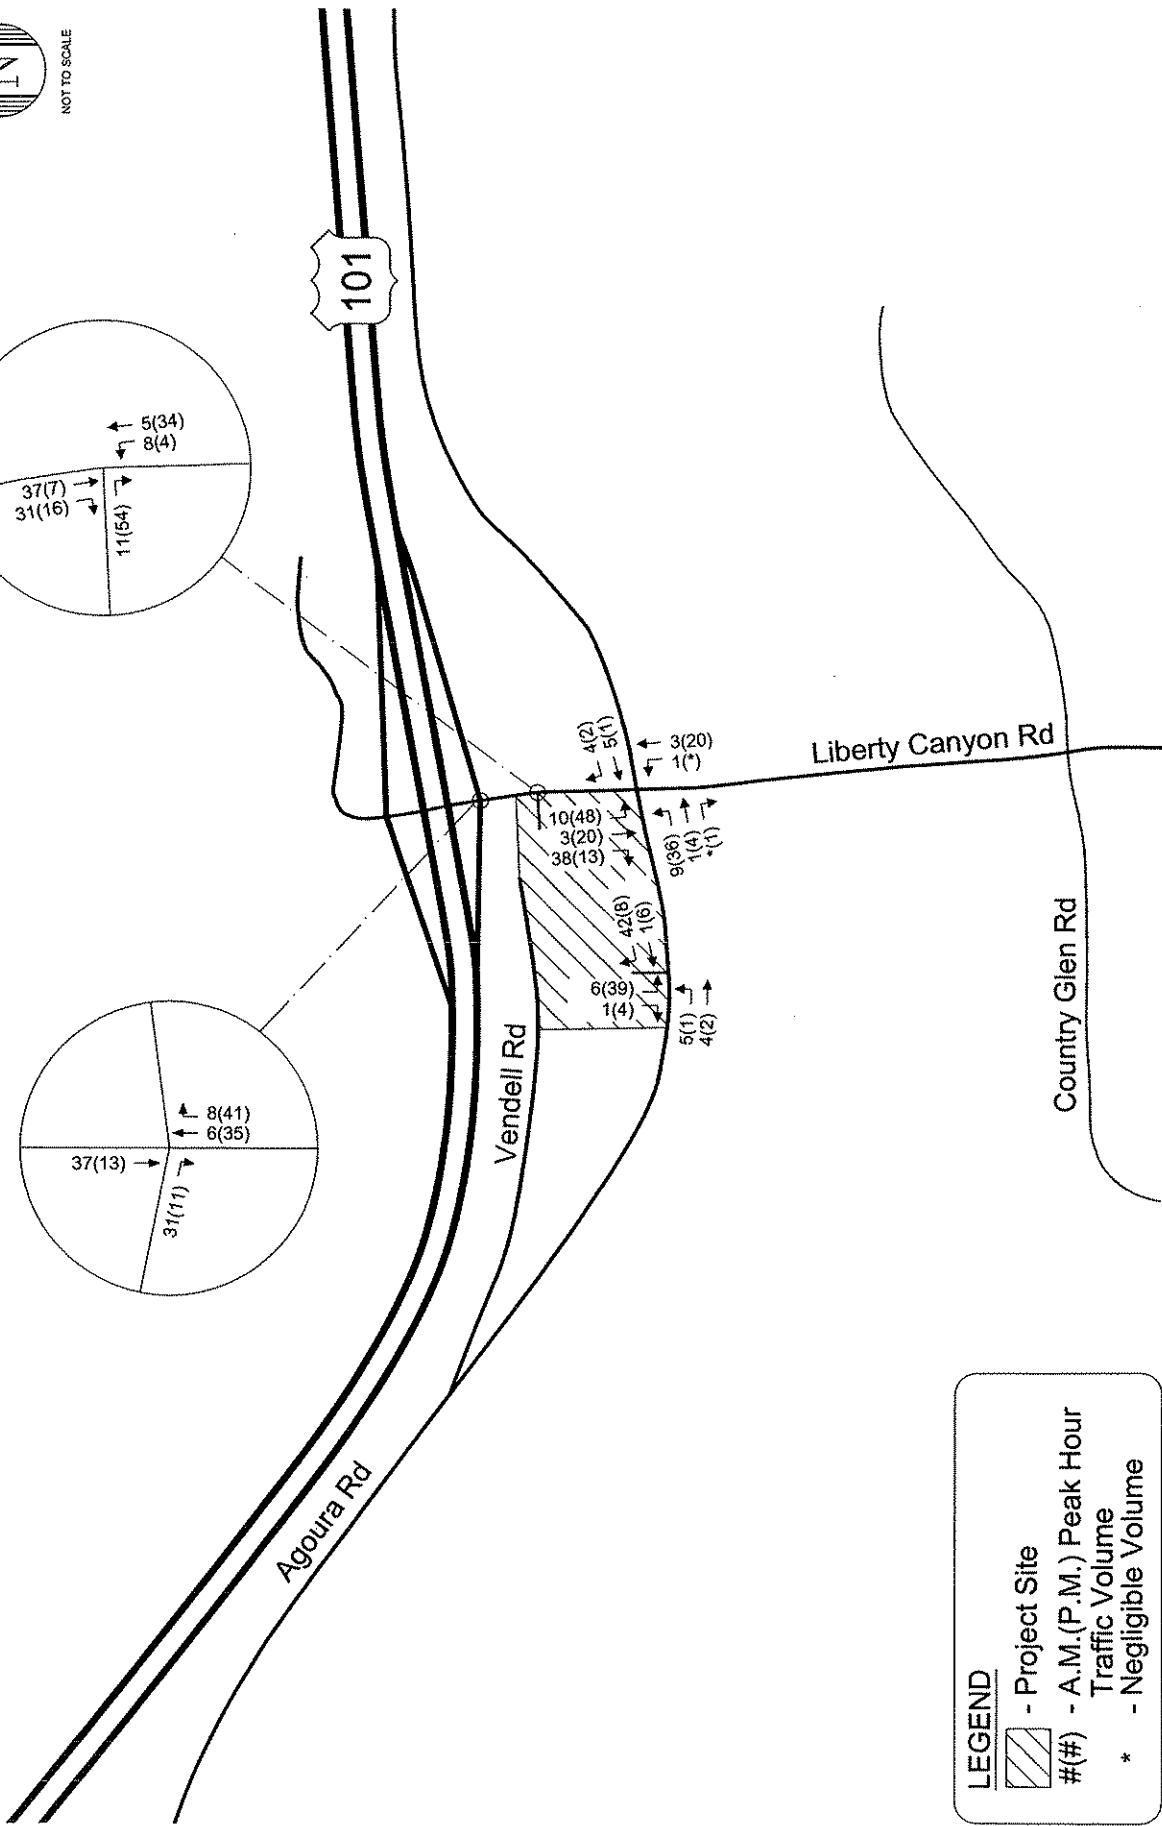 N
NOT TO SCALE
101
5(34)
8(4)
37(7)
31(16)
11(54)
8(41)
6(35)
37(13)
31(11)
4(2)
5(1)
3(20)
1(*)
10(48)
3(20)
38(13)
9(36)
1(4)
*(1)
42(8)
1(6)
6(39)
1(4)
5(1)
4(2)
Liberty Canyon Rd
Vendell Rd
Country Glen Rd
Agoura Rd
LEGEND
- Project Site
#(#) - A.M.(P.M.) Peak Hour
Traffic Volume
* - Negligible Volume